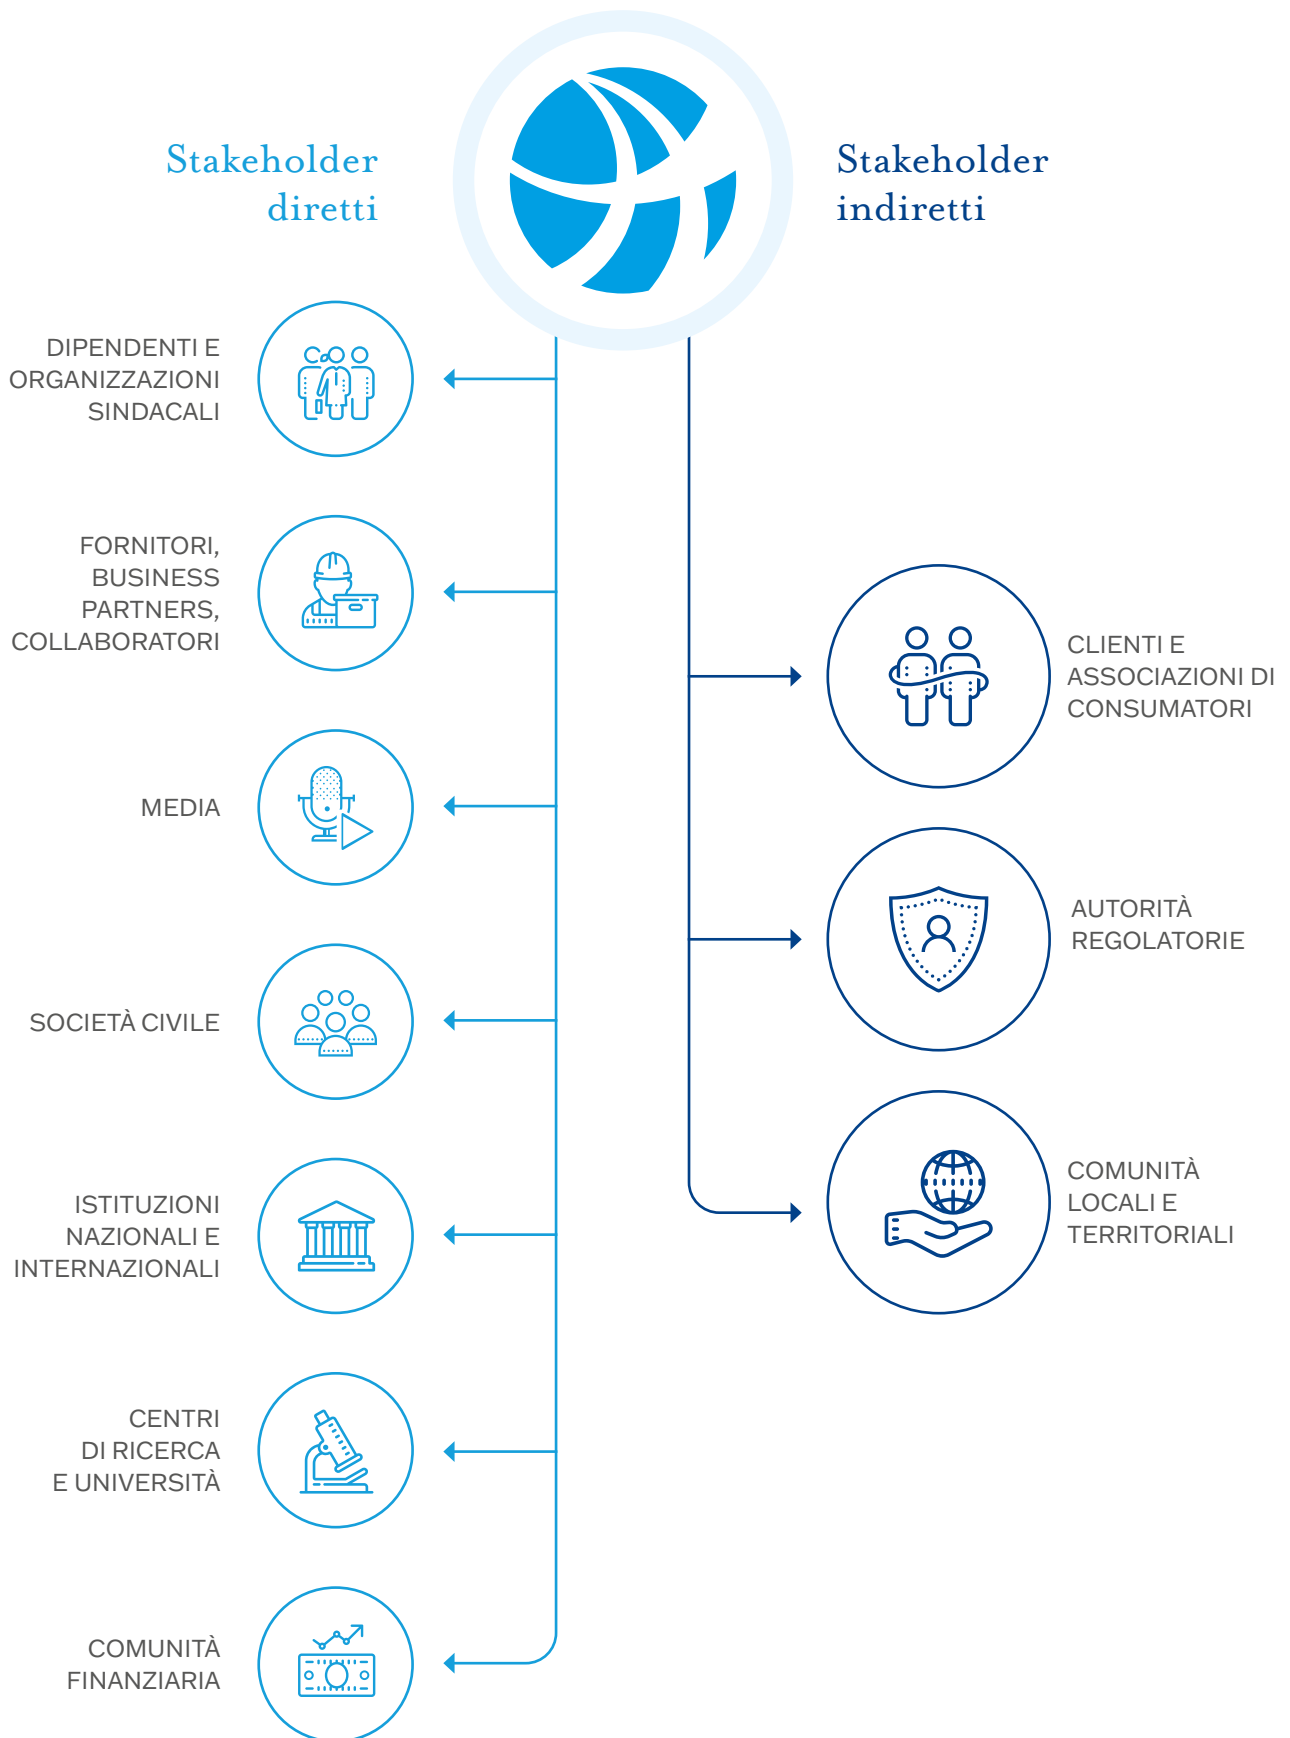 Stakeholder
diretti
DIPENDENTI E
ORGANIZZAZIONI
SINDACALI
FORNITORI,
BUSINESS
PARTNERS,
COLLABORATORI
MEDIA
SOCIETÀ CIVILE
ISTITUZIONI
NAZIONALI E
INTERNAZIONALI
CENTRI
DI RICERCA
E UNIVERSITÀ
COMUNITÀ
FINANZIARIA
Stakeholder
indiretti
CLIENTI E
ASSOCIAZIONI DI
CONSUMATORI
AUTORITÀ
REGOLATORIE
COMUNITÀ
LOCALI E
TERRITORIALI